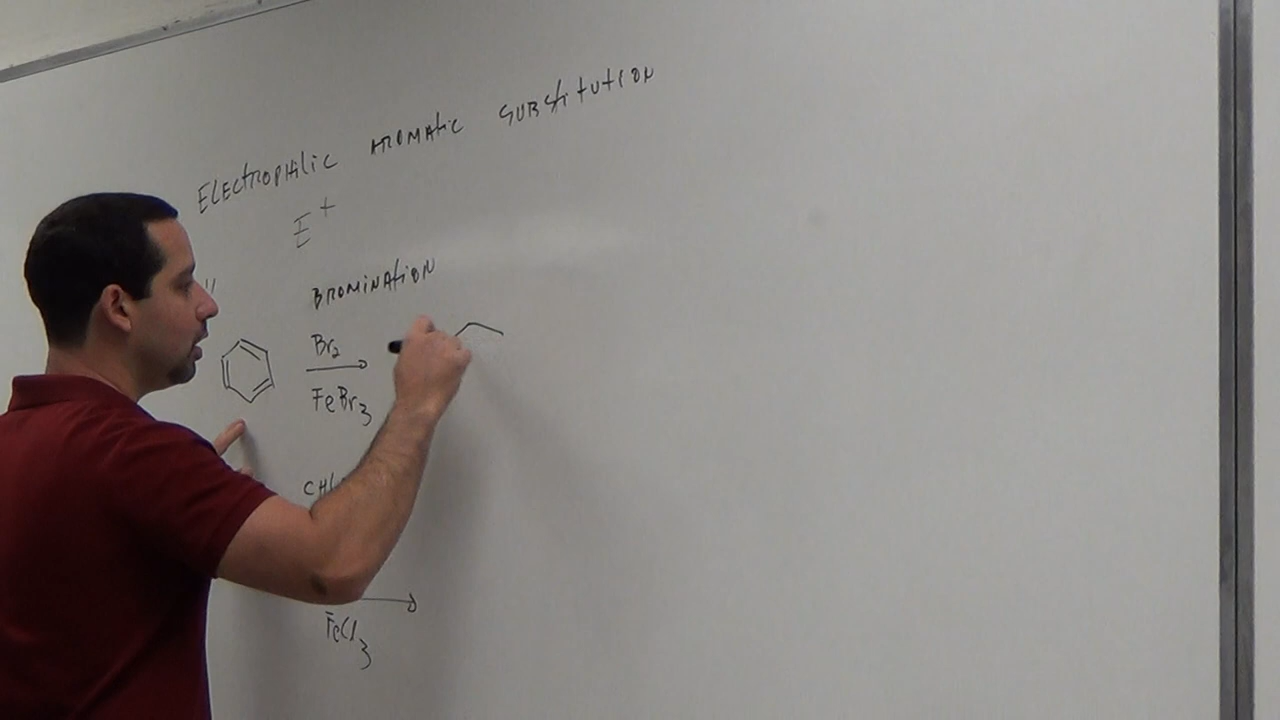 ELECTROPHILIC AROMATIC SUBSTITUTION
E+
BROMINATION
Br2
FeBr3
FeCl3